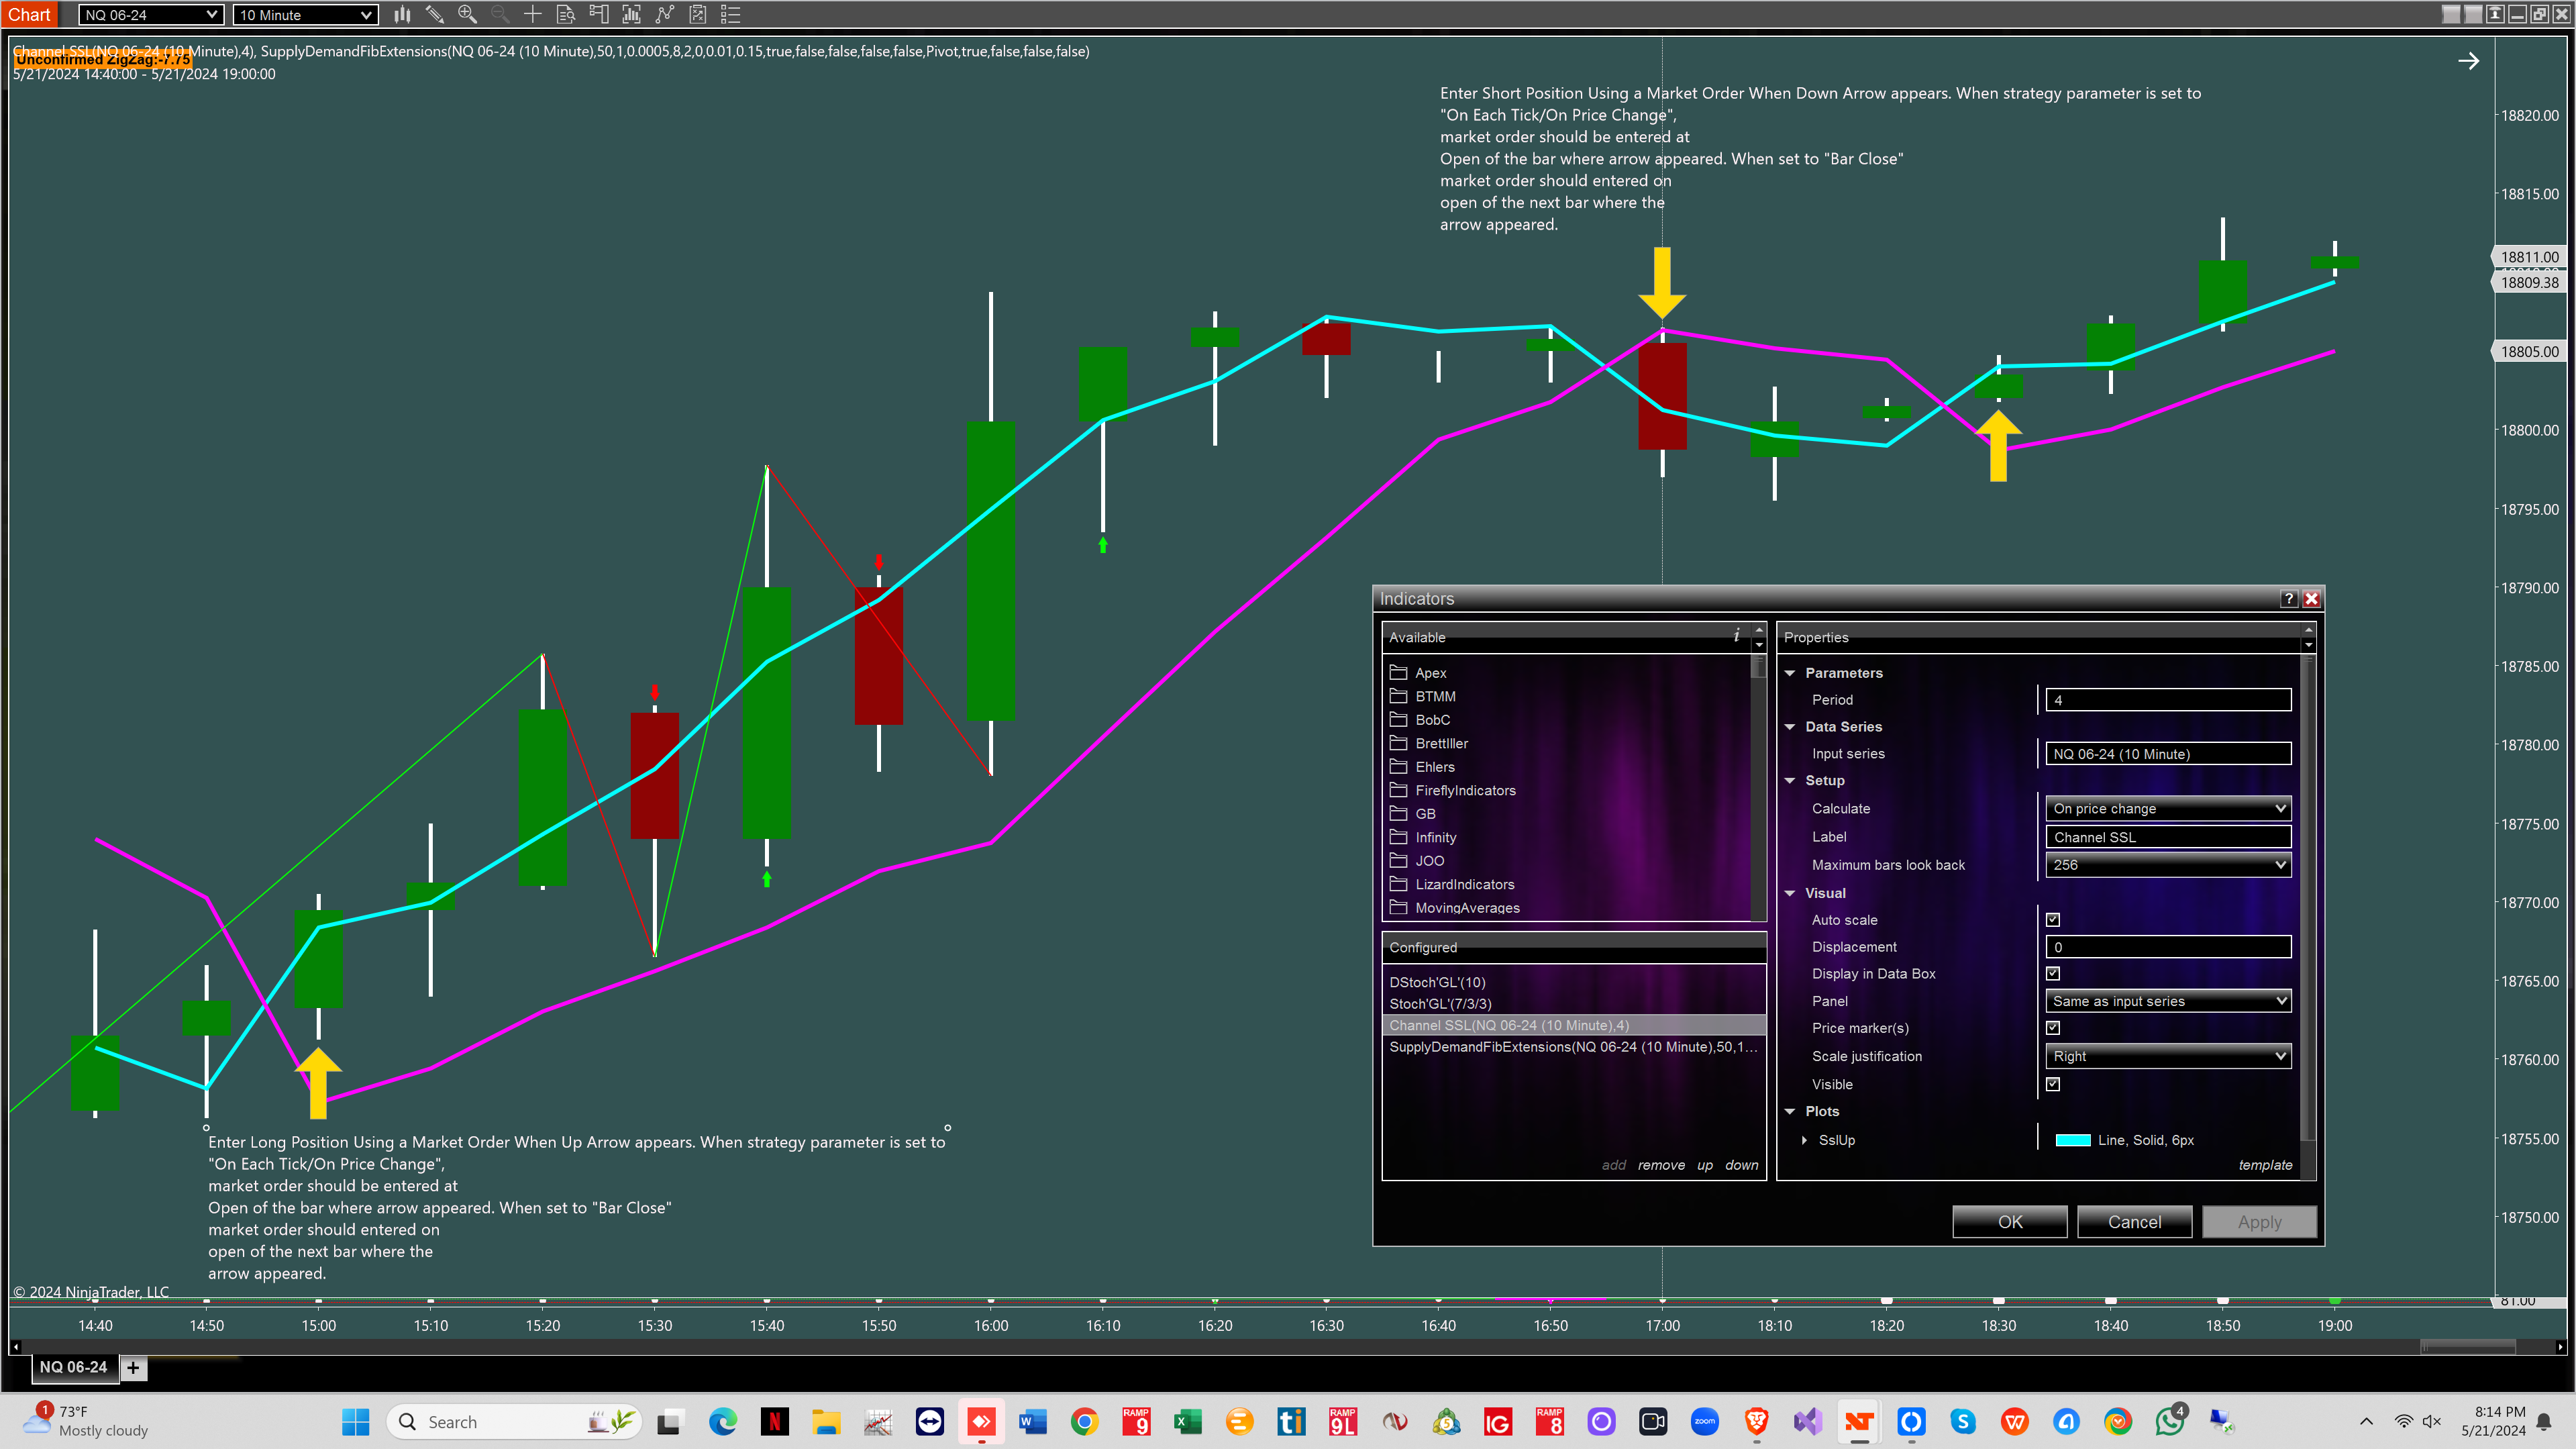 Chart
NQ 06-24
10 Minute
Channel SSL(NQ 06-24 (10 Minute),4), SupplyDemandFibExtensions(NQ 06-24 (10 Minute),50,1,0.0005,8,2,0,0.01,0.15,true,false,false,false,false,Pivot,true,false,false,false)
Unconfirmed ZigZag:-7.75
5/21/2024 14:40:00 - 5/21/2024 19:00:00
Enter Short Position Using a Market Order When Down Arrow appears. When strategy parameter is set to
"On Each Tick/On Price Change",
market order should be entered at
Open of the bar where arrow appeared. When set to "Bar Close"
market order should entered on
open of the next bar where the
arrow appeared.
18820.00
18815.00
18811.00
18809.38
18805.00
18800.00
18795.00
18790.00
18785.00
18780.00
18775.00
18770.00
18765.00
18760.00
18755.00
18750.00
81.00
Indicators
?
Available
i
Apex
BTMM
BobC
BrettIller
Ehlers
FireflyIndicators
GB
Infinity
JOO
LizardIndicators
MovingAverages
Configured
DStoch'GL'(10)
Stoch'GL'(7/3/3)
Channel SSL(NQ 06-24 (10 Minute),4)
SupplyDemandFibExtensions(NQ 06-24 (10 Minute),50,1...
add remove up down
Properties
Parameters
Period 4
Data Series
Input series NQ 06-24 (10 Minute)
Setup
Calculate On price change
Label Channel SSL
Maximum bars look back 256
Visual
Auto scale
Displacement 0
Display in Data Box
Panel Same as input series
Price marker(s)
Scale justification Right
Visible
Plots
SslUp Line, Solid, 6px
template
OK Cancel Apply
Enter Long Position Using a Market Order When Up Arrow appears. When strategy parameter is set to
"On Each Tick/On Price Change",
market order should be entered at
Open of the bar where arrow appeared. When set to "Bar Close"
market order should entered on
open of the next bar where the
arrow appeared.
© 2024 NinjaTrader, LLC
14:40 14:50 15:00 15:10 15:20 15:30 15:40 15:50 16:00 16:10 16:20 16:30 16:40 16:50 17:00 18:10 18:20 18:30 18:40 18:50 19:00
NQ 06-24 +
1
73°F
Mostly cloudy
Search
N
W
RAMP 9
X
ti
RAMP 9L
IG
RAMP 8
zoom
NT
S
W
4
8:14 PM
5/21/2024